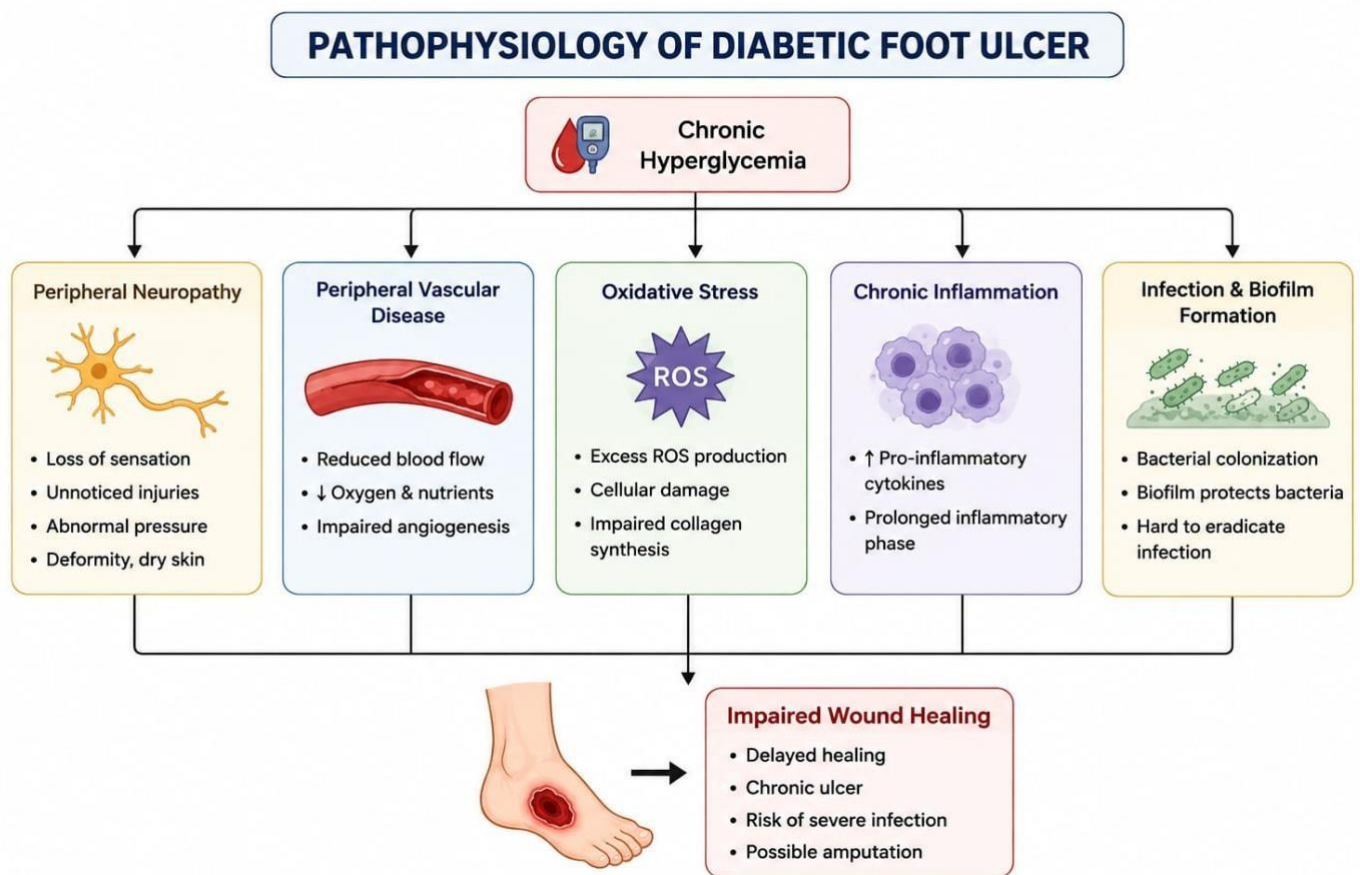 PATHOPHYSIOLOGY OF DIABETIC FOOT ULCER
Chronic
Hyperglycemia
Peripheral Neuropathy
• Loss of sensation
• Unnoticed injuries
• Abnormal pressure
• Deformity, dry skin
Peripheral Vascular
Disease
• Reduced blood flow
• ↓ Oxygen & nutrients
• Impaired angiogenesis
Oxidative Stress
ROS
• Excess ROS production
• Cellular damage
• Impaired collagen
synthesis
Chronic Inflammation
• ↑ Pro-inflammatory
cytokines
• Prolonged inflammatory
phase
Infection & Biofilm
Formation
• Bacterial colonization
• Biofilm protects bacteria
• Hard to eradicate
infection
Impaired Wound Healing
• Delayed healing
• Chronic ulcer
• Risk of severe infection
• Possible amputation